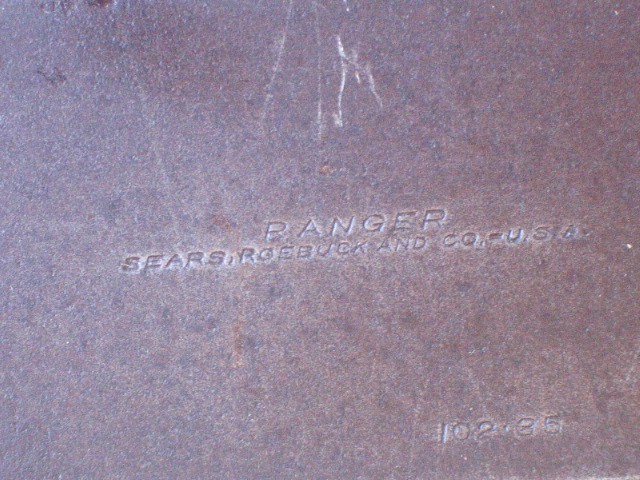 RANGER
SEARS, ROEBUCK AND CO.-U.S.A.
102·35